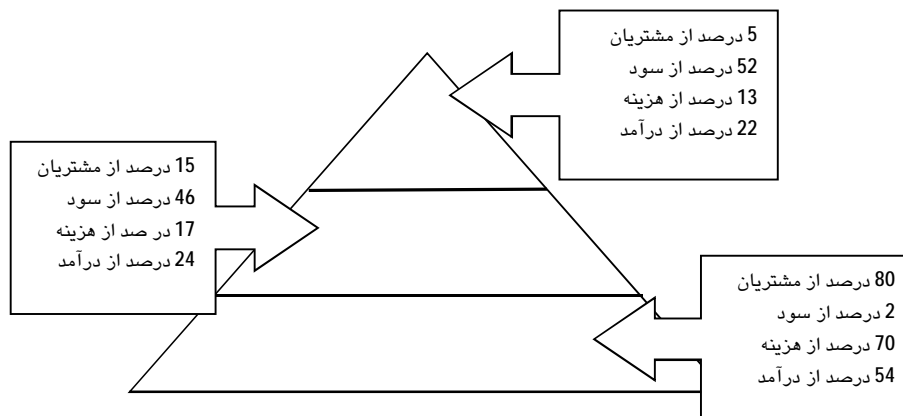 5 درصد از مشتریان
52 درصد از سود
13 درصد از هزینه
22 درصد از درآمد
15 درصد از مشتریان
46 درصد از سود
17 در صد از هزینه
24 درصد از درآمد
80 درصد از مشتریان
2 درصد از سود
70 درصد از هزینه
54 درصد از درآمد